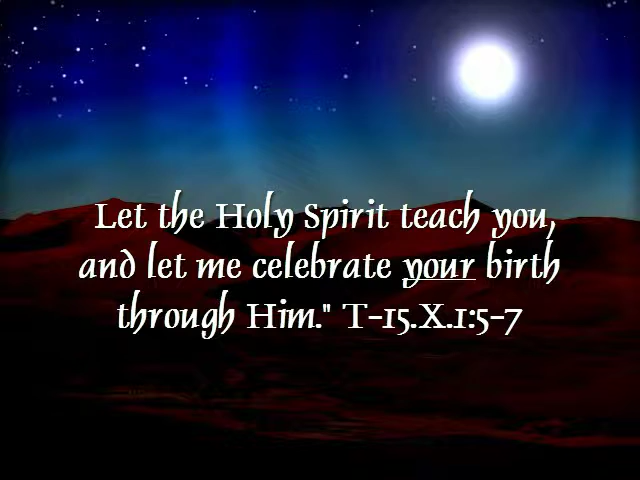 Let the Holy Spirit teach you,
and let me celebrate your birth
through Him." T-15.X.1:5-7